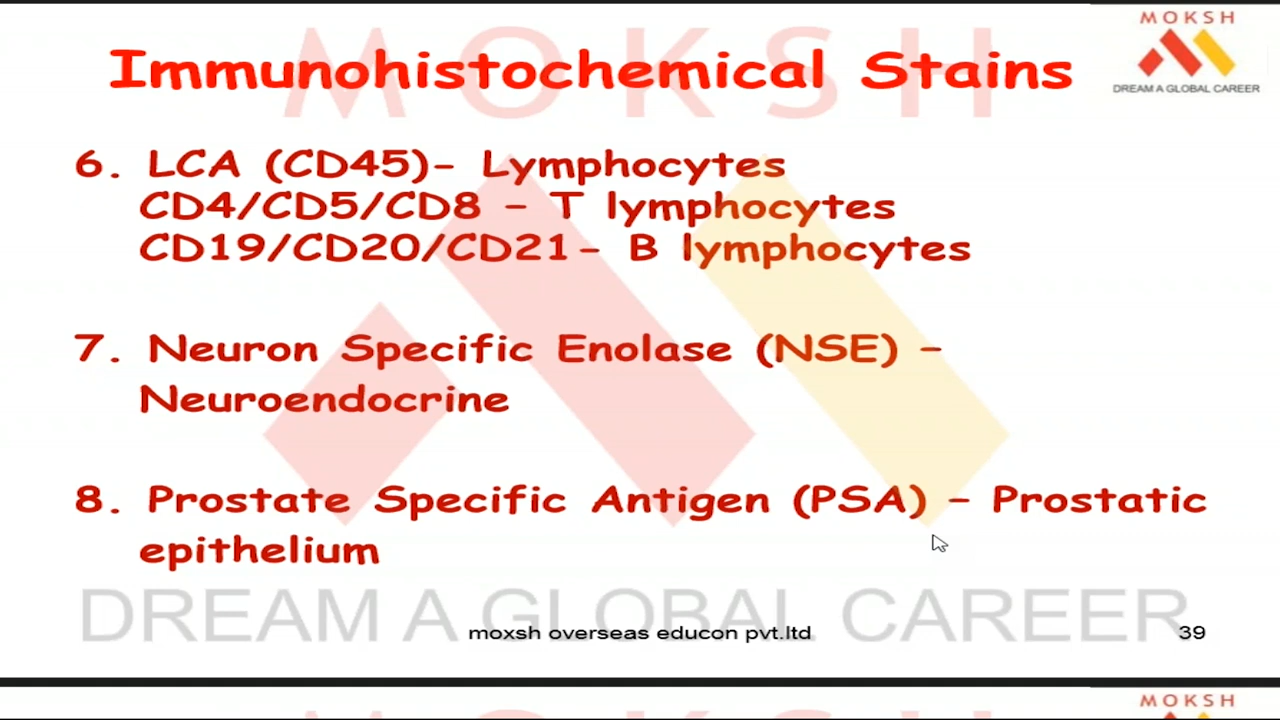 MOKSH
MOKSH
DREAM A GLOBAL CAREER
Immunohistochemical Stains
6. LCA (CD45)- Lymphocytes
CD4/CD5/CD8 - T lymphocytes
CD19/CD20/CD21- B lymphocytes
7. Neuron Specific Enolase (NSE) -
Neuroendocrine
8. Prostate Specific Antigen (PSA) - Prostatic
epithelium
DREAM A GLOBAL CAREER
moxsh overseas educon pvt.ltd
39
MOKSH